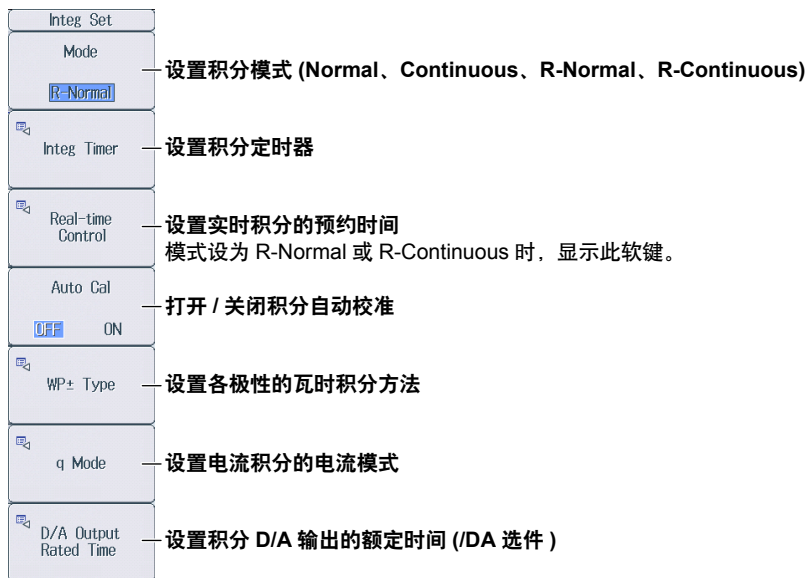 Integ Set
Mode
R-Normal
设置积分模式 (Normal、Continuous、R-Normal、R-Continuous)
Integ Timer
设置积分定时器
Real-time
Control
设置实时积分的预约时间
模式设为 R-Normal 或 R-Continuous 时，显示此软键。
Auto Cal
OFF ON
打开 / 关闭积分自动校准
WP± Type
设置各极性的瓦时积分方法
q Mode
设置电流积分的电流模式
D/A Output
Rated Time
设置积分 D/A 输出的额定时间 (/DA 选件 )